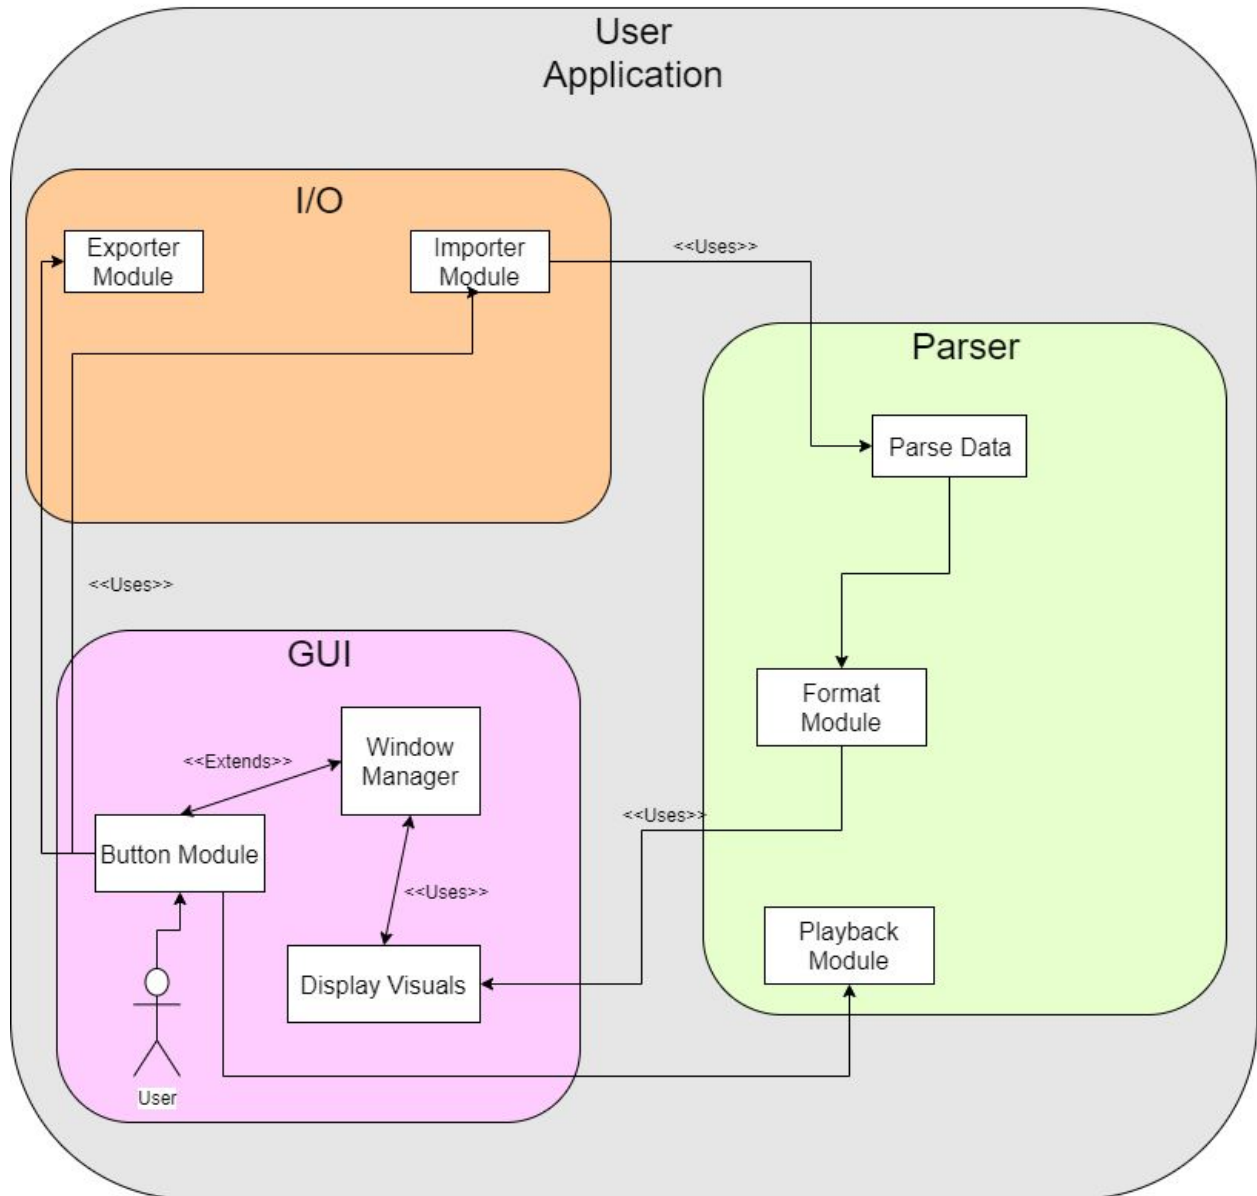 User
Application
I/O
Exporter
Module
Importer
Module
<<Uses>>
Parser
Parse Data
<<Uses>>
GUI
Format
Module
Window
Manager
<<Extends>>
<<Uses>>
Button Module
<<Uses>>
Playback
Module
Display Visuals
User